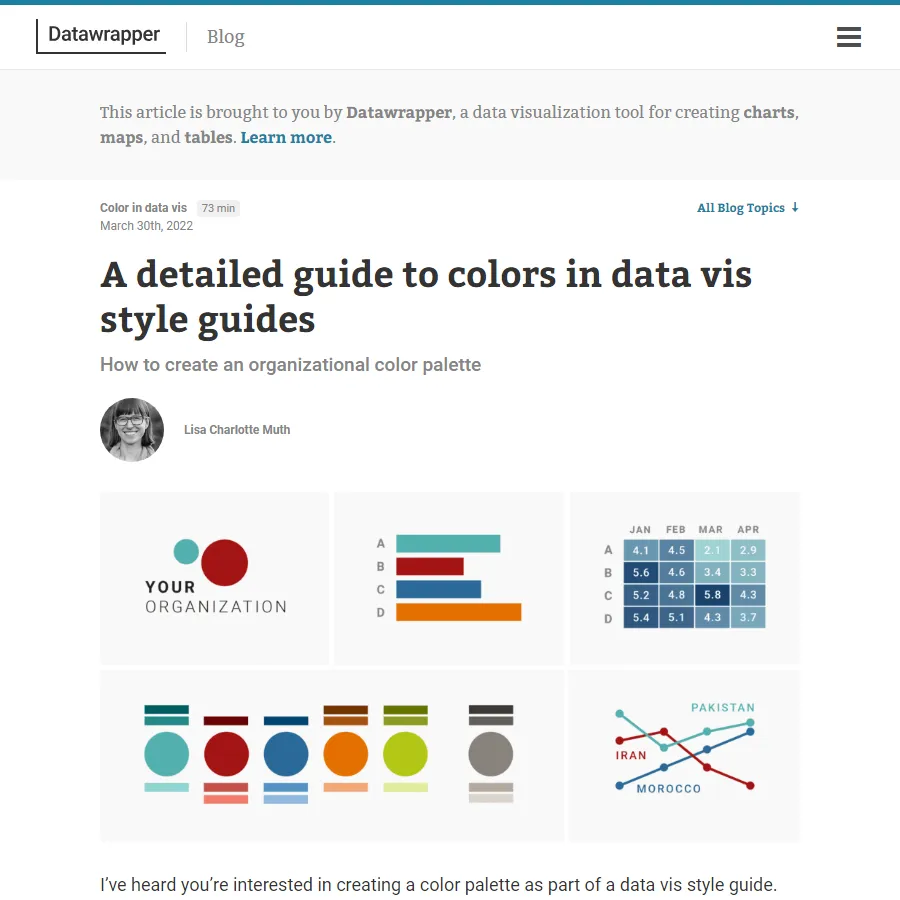 Datawrapper
Blog
This article is brought to you by Datawrapper, a data visualization tool for creating charts,
maps, and tables. Learn more.
Color in data vis 73 min
All Blog Topics ↓
March 30th, 2022
A detailed guide to colors in data vis
style guides
How to create an organizational color palette
Lisa Charlotte Muth
YOUR
ORGANIZATION
A
B
C
D
JAN FEB MAR APR
A 4.1 4.5 2.1 2.9
B 5.6 4.6 3.4 3.3
C 5.2 4.8 5.8 4.3
D 5.4 5.1 4.3 3.7
PAKISTAN
IRAN
MOROCCO
I’ve heard you’re interested in creating a color palette as part of a data vis style guide.